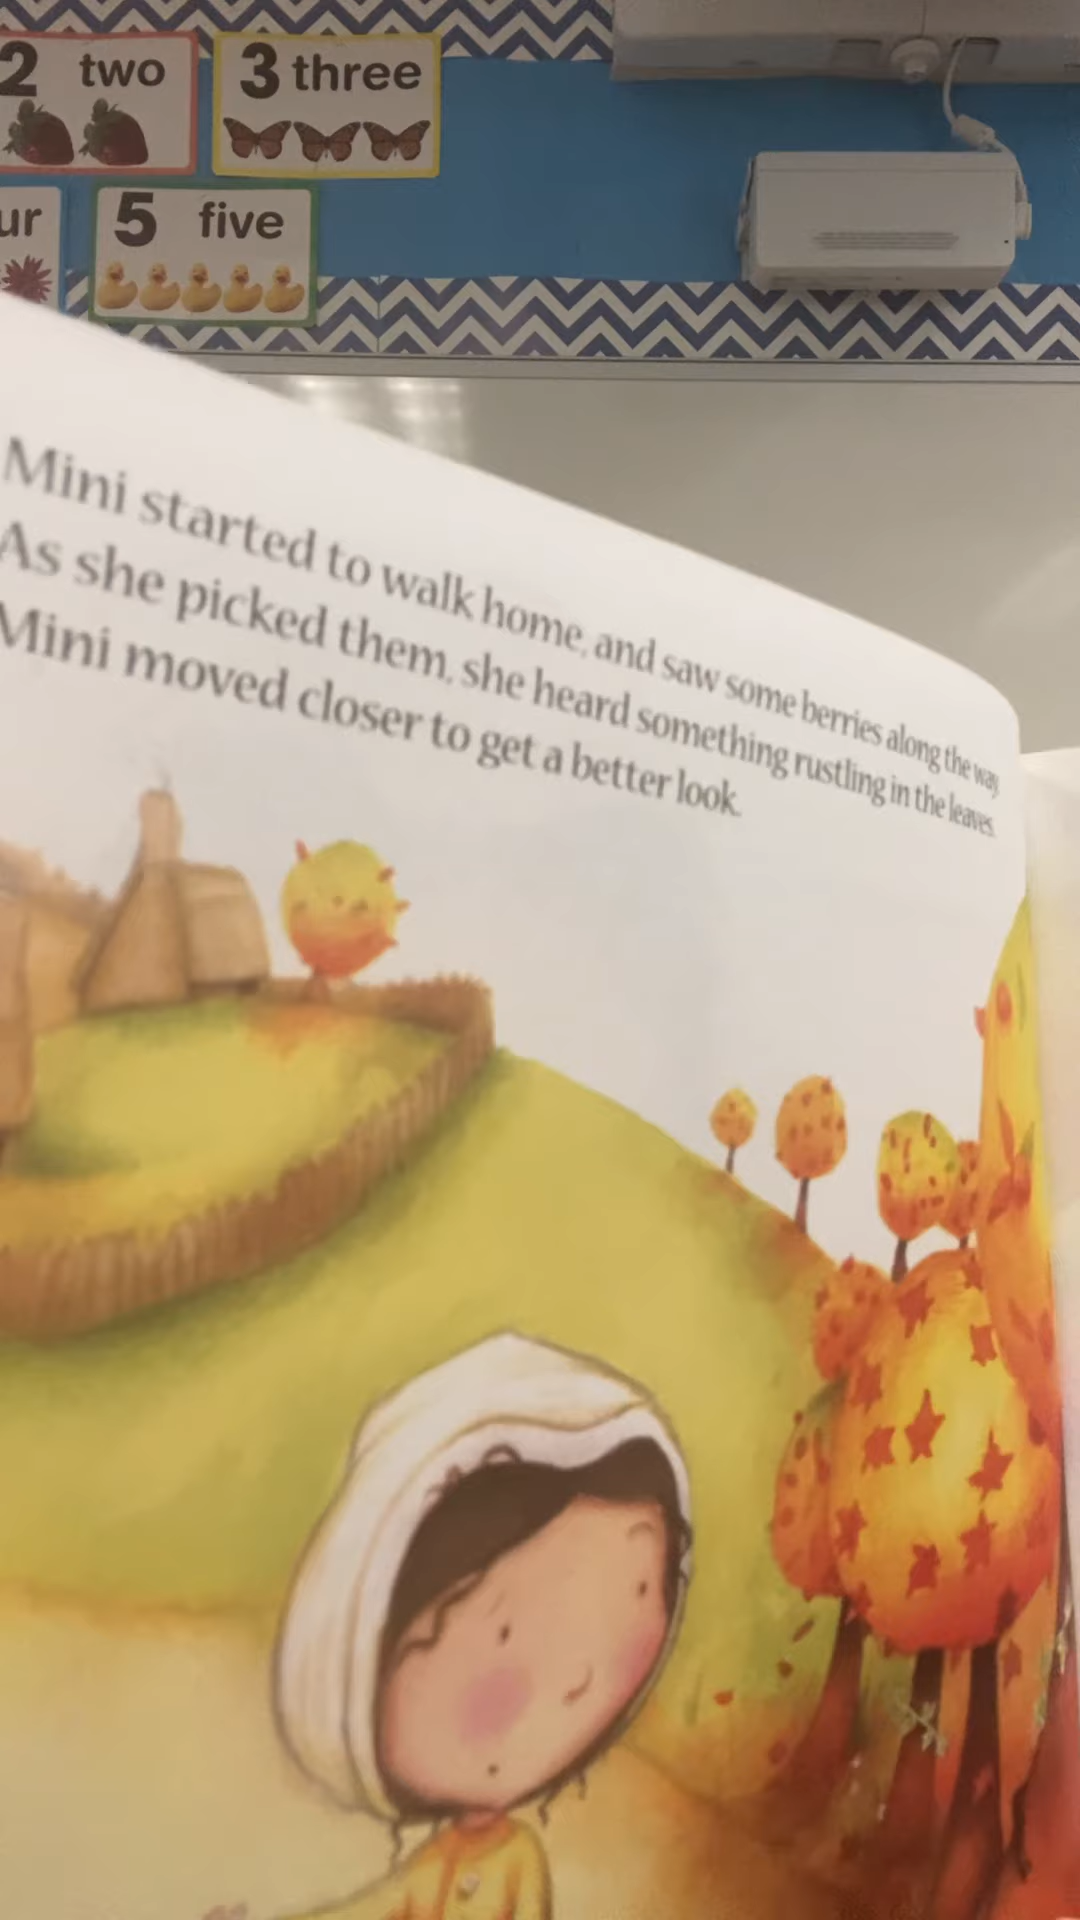 2 two
3 three
ur
5 five
Mini started to walk home, and saw some berries along the way.
As she picked them, she heard something rustling in the leaves.
Mini moved closer to get a better look.